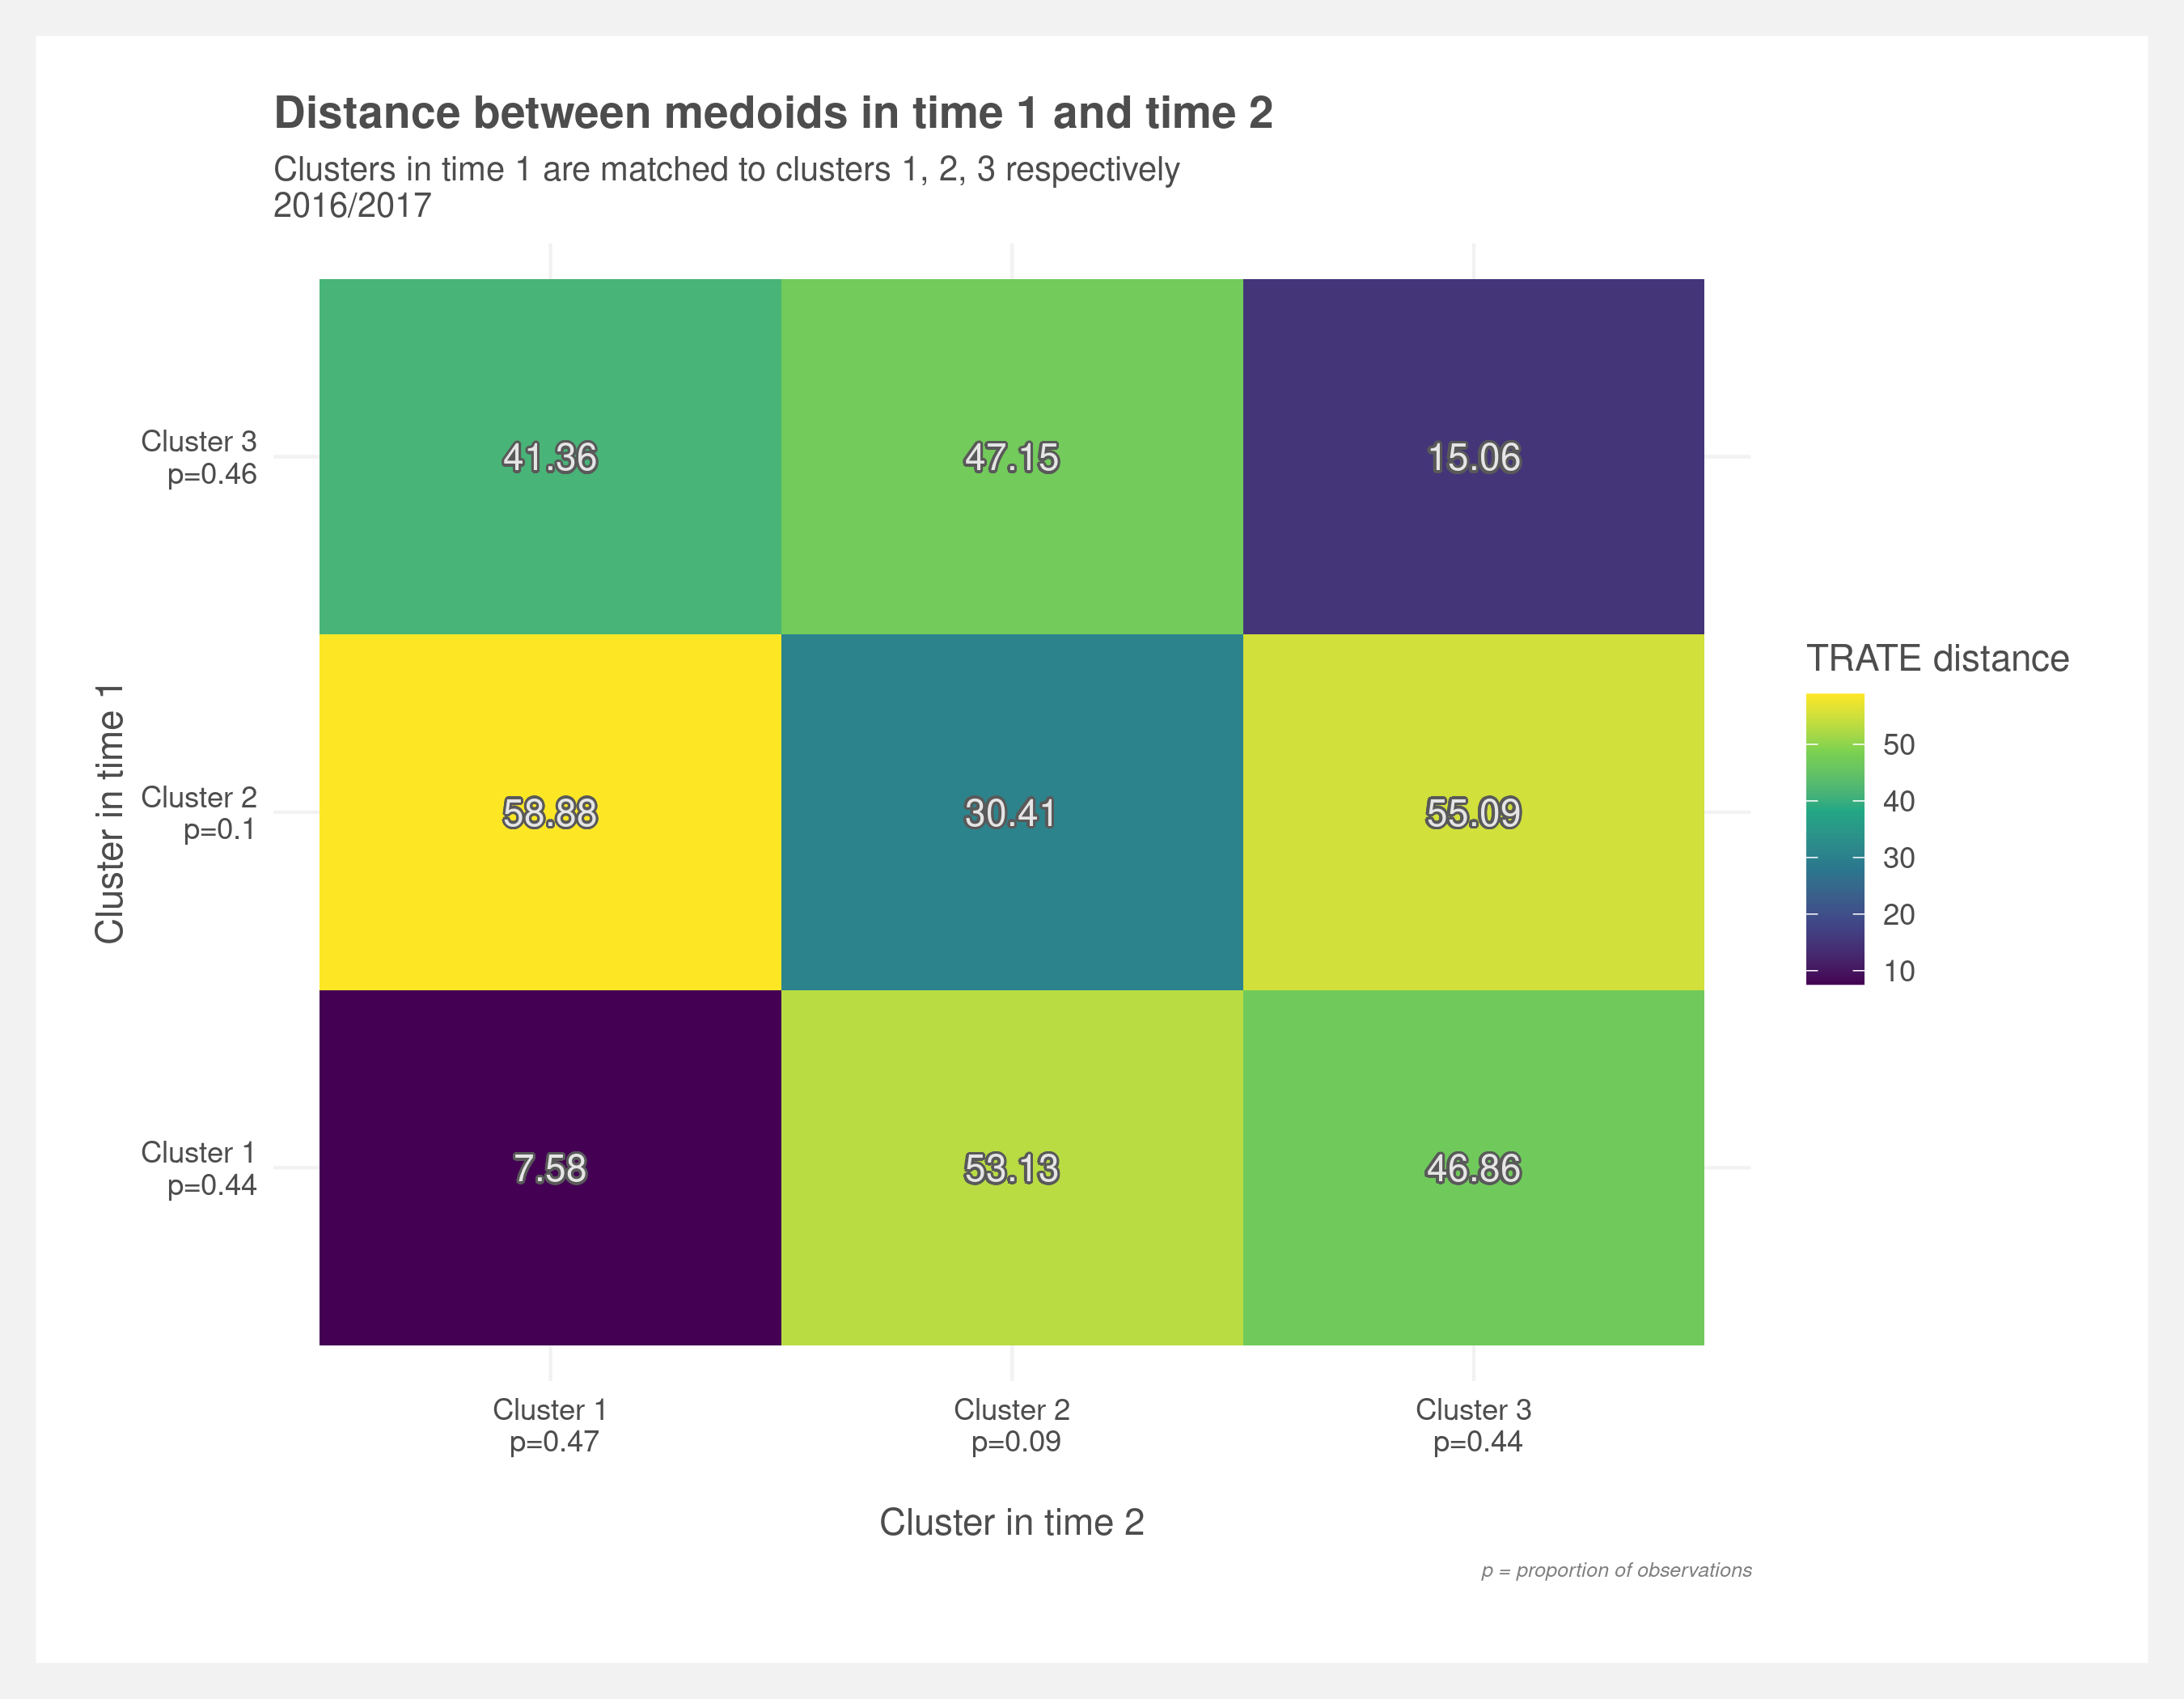 Distance between medoids in time 1 and time 2
Clusters in time 1 are matched to clusters 1, 2, 3 respectively
2016/2017
Cluster in time 1
Cluster 3
p=0.46
41.36
47.15
15.06
Cluster 2
p=0.1
58.88
30.41
55.09
Cluster 1
p=0.44
7.58
53.13
46.86
Cluster 1
p=0.47
Cluster 2
p=0.09
Cluster 3
p=0.44
Cluster in time 2
TRATE distance
50
40
30
20
10
p = proportion of observations